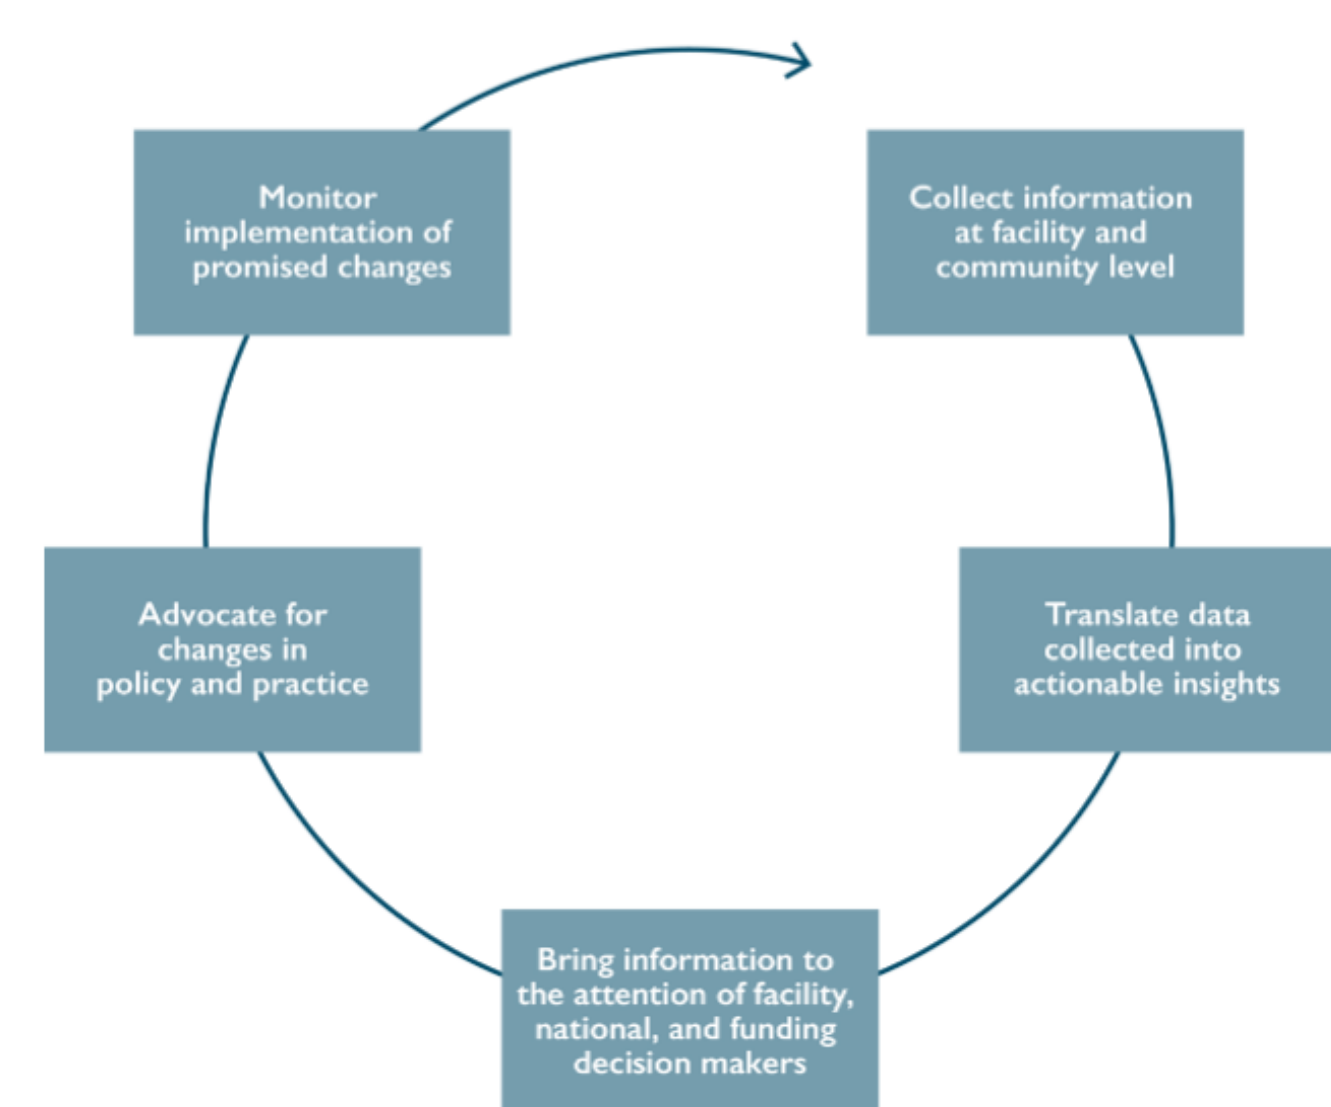 Collect information
at facility and
community level
Translate data
collected into
actionable insights
Bring information to
the attention of facility,
national, and funding
decision makers
Advocate for
changes in
policy and practice
Monitor
implementation of
promised changes